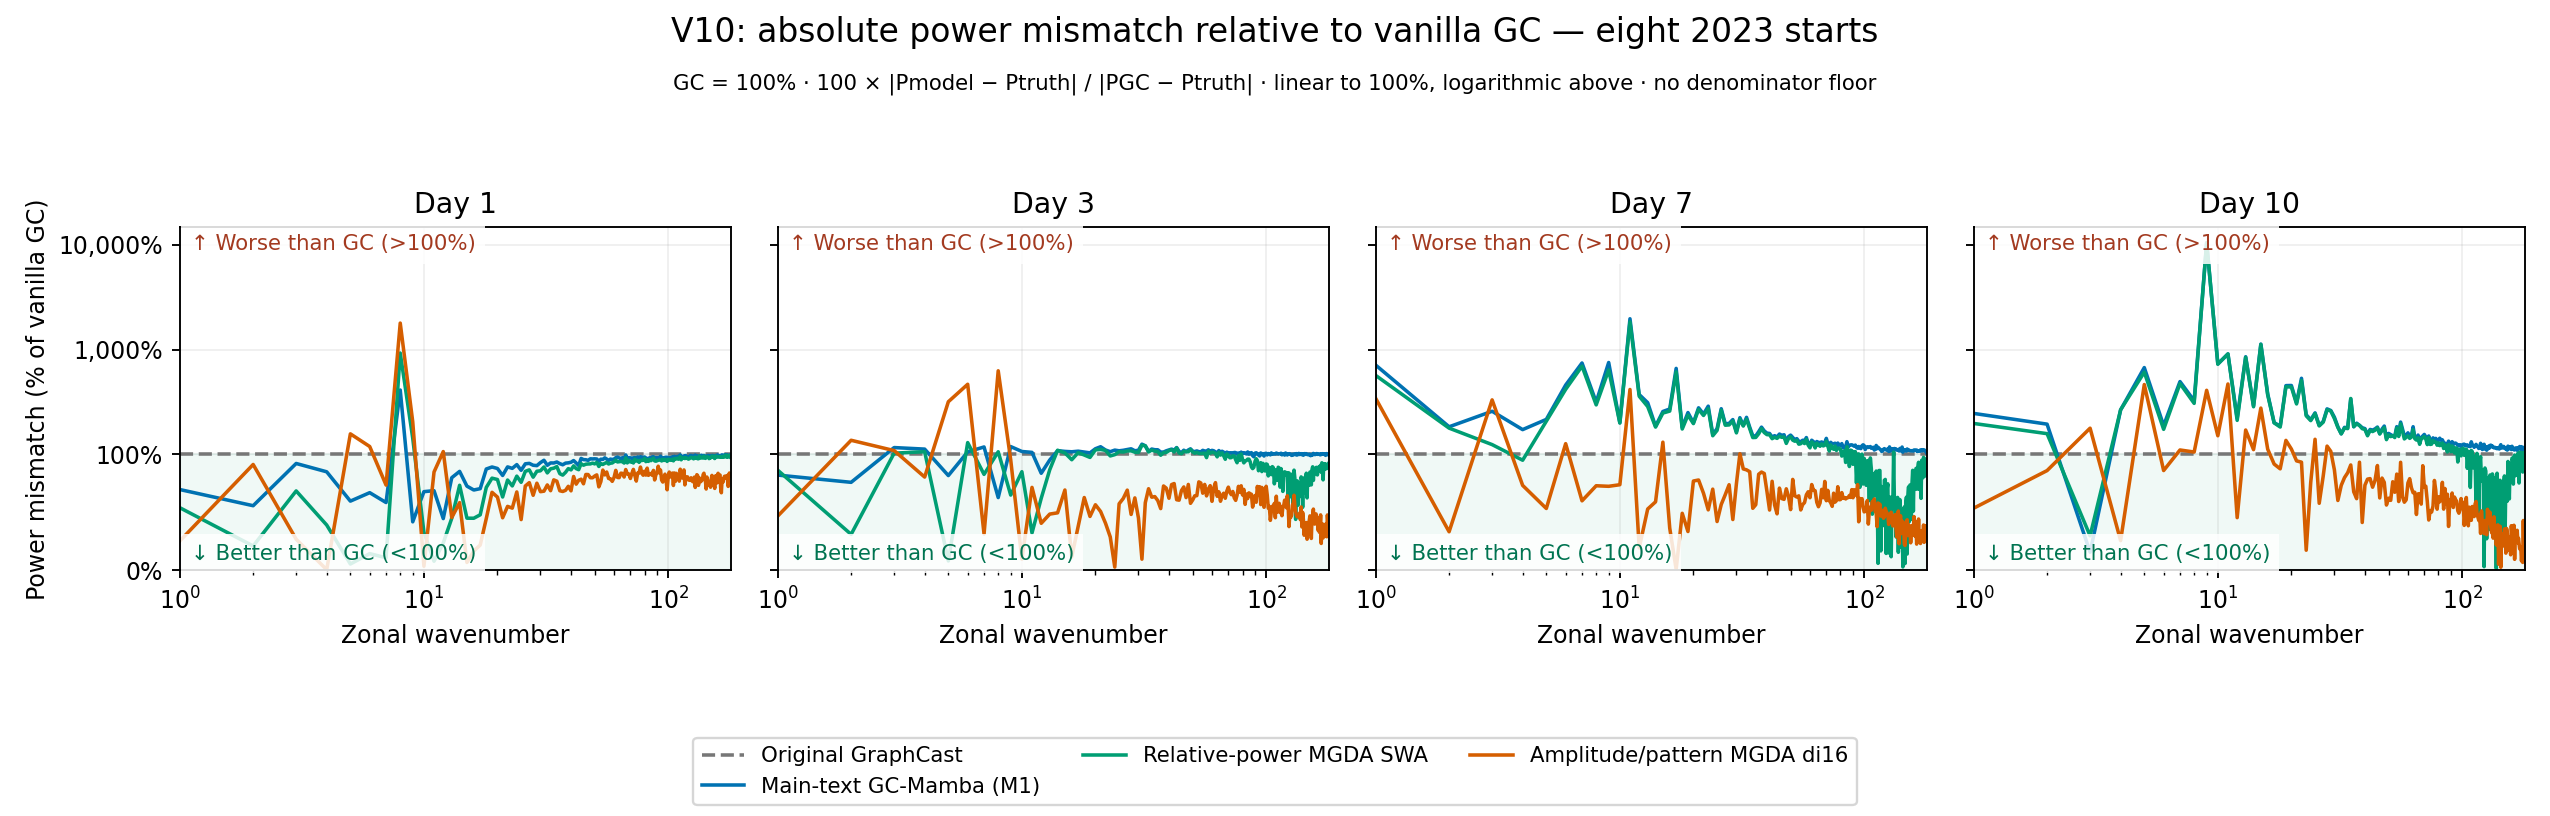 V10: absolute power mismatch relative to vanilla GC — eight 2023 starts
GC = 100% · 100 × |Pmodel − Ptruth| / |PGC − Ptruth| · linear to 100%, logarithmic above · no denominator floor
Power mismatch (% of vanilla GC)
10,000%
1,000%
100%
0%
Day 1
↑ Worse than GC (>100%)
↓ Better than GC (<100%)
10⁰ 10¹ 10²
Zonal wavenumber
Day 3
↑ Worse than GC (>100%)
↓ Better than GC (<100%)
10⁰ 10¹ 10²
Zonal wavenumber
Day 7
↑ Worse than GC (>100%)
↓ Better than GC (<100%)
10⁰ 10¹ 10²
Zonal wavenumber
Day 10
↑ Worse than GC (>100%)
↓ Better than GC (<100%)
10⁰ 10¹ 10²
Zonal wavenumber
Original GraphCast
Main-text GC-Mamba (M1)
Relative-power MGDA SWA
Amplitude/pattern MGDA di16